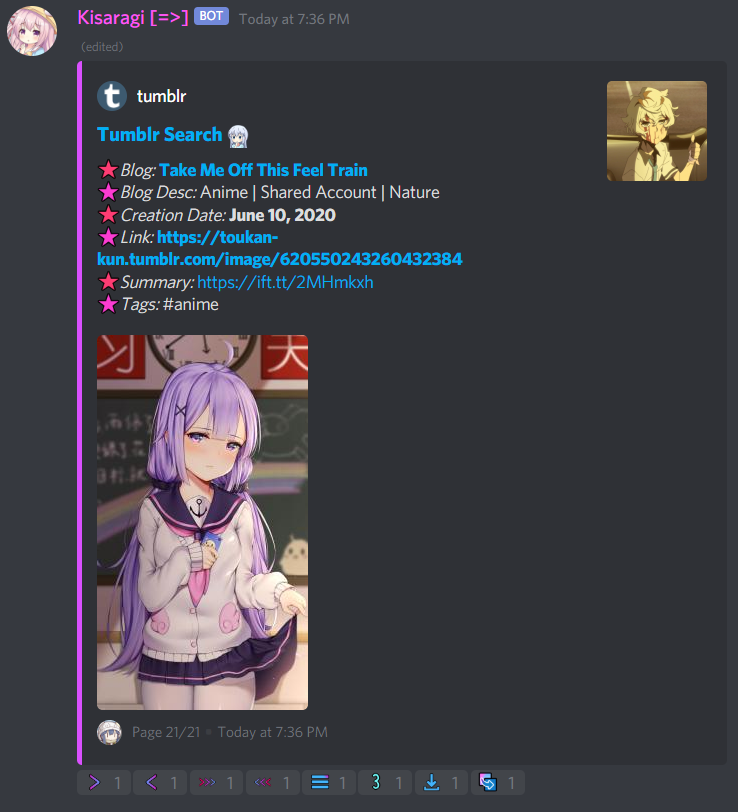 Kisaragi [=>] BOT Today at 7:36 PM
(edited)
t tumblr
Tumblr Search
Blog: Take Me Off This Feel Train
Blog Desc: Anime | Shared Account | Nature
Creation Date: June 10, 2020
Link: https://toukan-
kun.tumblr.com/image/620550243260432384
Summary: https://ift.tt/2MHmkxh
Tags: #anime
习 天
Page 21/21 • Today at 7:36 PM
1 1 1 1 1 3 1 1 1